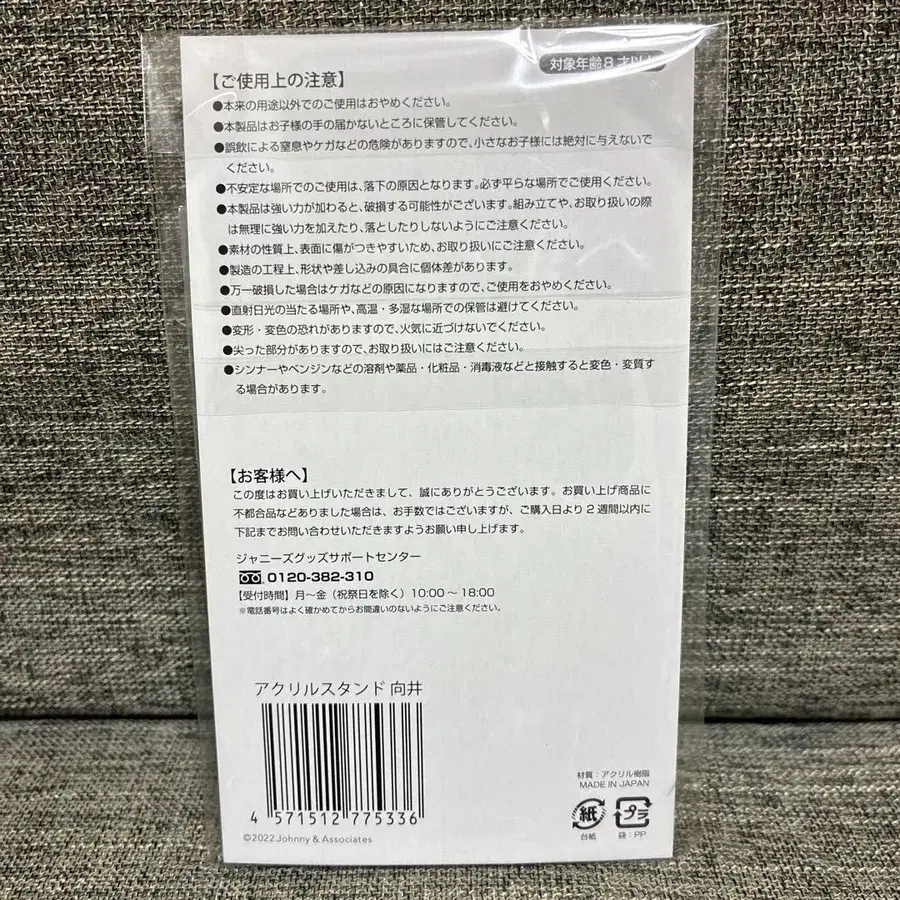 対象年齢8才以上
【ご使用上の注意】
●本来の用途以外でのご使用はおやめください。
●本製品はお子様の手の届かないところに保管してください。
●誤飲による窒息やケガなどの危険がありますので、小さなお子様には絶対に与えないで
ください。
●不安定な場所でのご使用は、落下の原因となります。必ず平らな場所でご使用ください。
●本製品は強い力が加わると、破損する可能性がございます。組み立てや、お取り扱いの際
は無理に強い力を加えたり、落としたりしないようにご注意ください。
●素材の性質上、表面に傷がつきやすいため、お取り扱いにご注意ください。
●製造の工程上、形状や差し込みの具合に個体差があります。
●万一破損した場合はケガなどの原因になりますので、ご使用をおやめください。
●直射日光の当たる場所や、高温・多湿な場所での保管は避けてください。
●変形・変色の恐れがありますので、火気に近づけないでください。
●尖った部分がありますので、お取り扱いにはご注意ください。
●シンナーやベンジンなどの溶剤や薬品・化粧品・消毒液などと接触すると変色・変質す
る場合があります。
【お客様へ】
この度はお買い上げいただきまして、誠にありがとうございます。お買い上げ商品に
不都合品などありました場合は、お手数ではございますが、ご購入日より2週間以内に
下記までお問い合わせいただきますようお願い申し上げます。
ジャニーズグッズサポートセンター
0120-382-310
【受付時間】月～金（祝祭日を除く）10:00～18:00
※電話番号はよく確かめてからお間違いのないようにご注意ください。
アクリルスタンド 向井
4 571512 775336
©2022 Johnny & Associates
材質：アクリル樹脂
MADE IN JAPAN
紙
プラ
台紙
袋：PP